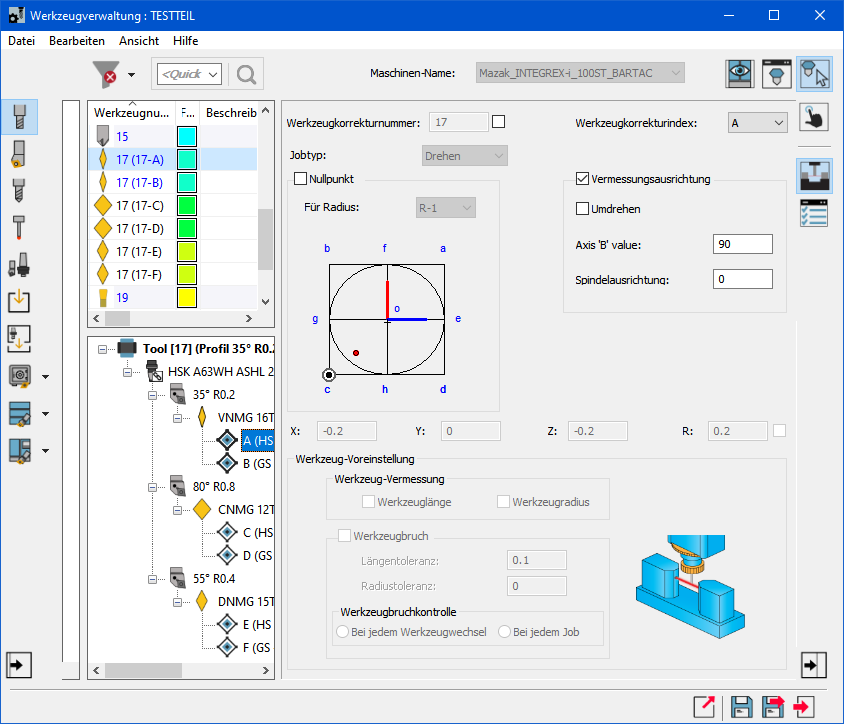 Werkzeugverwaltung : TESTTEIL
Datei Bearbeiten Ansicht Hilfe
<Quick
Maschinen-Name: Mazak_INTEGREX-i_100ST_BARTAC
Werkzeugnu... F... Beschreib
15
17 (17-A)
17 (17-B)
17 (17-C)
17 (17-D)
17 (17-E)
17 (17-F)
19
Tool [17] (Profil 35° R0.2
HSK A63WH ASHL 2
35° R0.2
VNMG 16T
A (HS
B (GS
80° R0.8
CNMG 12T
C (HS
D (GS
55° R0.4
DNMG 15T
E (HS
F (GS
Werkzeugkorrekturnummer: 17
Werkzeugkorrekturindex: A
Jobtyp: Drehen
Nullpunkt
Für Radius: R-1
b f a
o
g e
c h d
Vermessungsausrichtung
Umdrehen
Axis 'B' value: 90
Spindelausrichtung: 0
X: -0.2 Y: 0 Z: -0.2 R: 0.2
Werkzeug-Voreinstellung
Werkzeug-Vermessung
Werkzeuglänge Werkzeugradius
Werkzeugbruch
Längentoleranz: 0.1
Radiustoleranz: 0
Werkzeugbruchkontrolle
Bei jedem Werkzeugwechsel Bei jedem Job